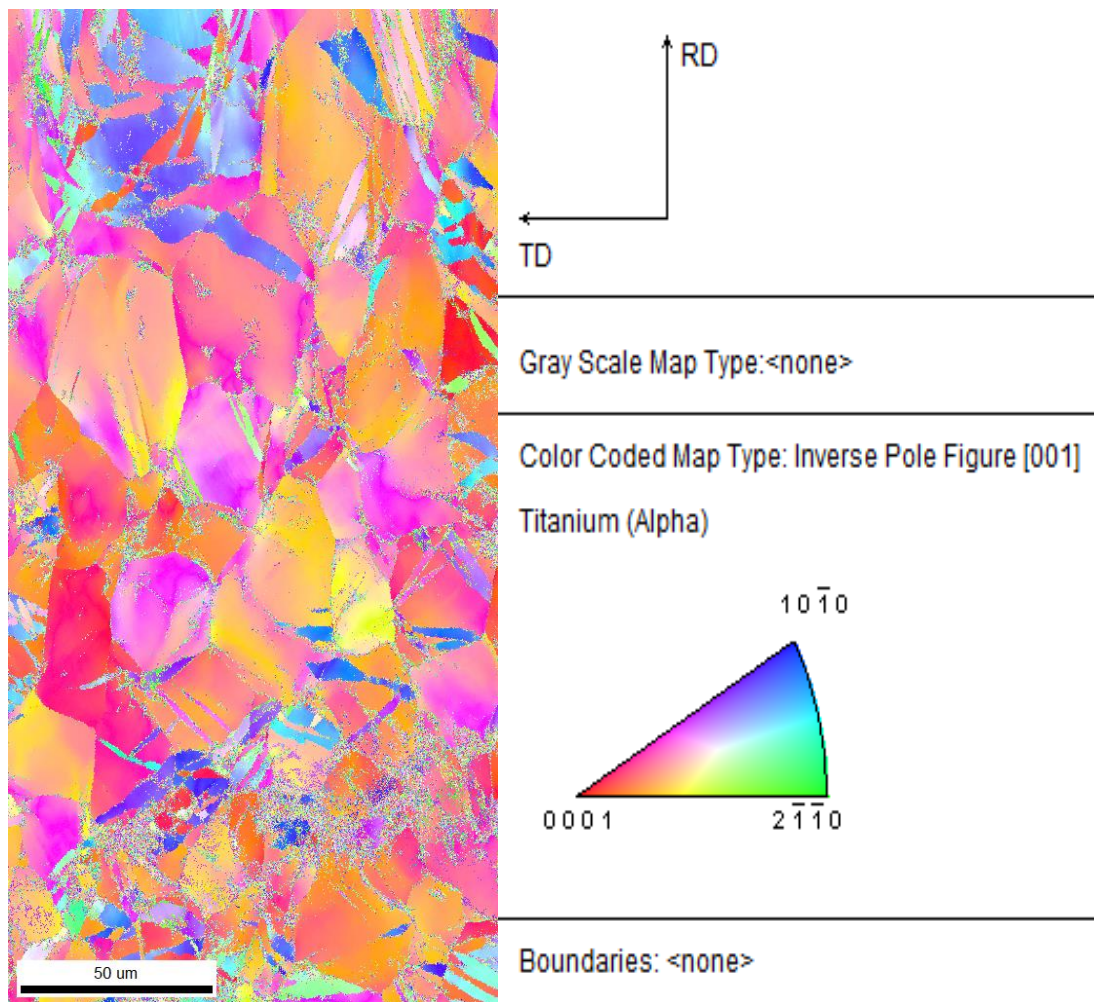 RD
TD
Gray Scale Map Type:<none>
Color Coded Map Type: Inverse Pole Figure [001]
Titanium (Alpha)
1 0 1̅ 0
0 0 0 1
2 1̅ 1̅ 0
50 um
Boundaries: <none>